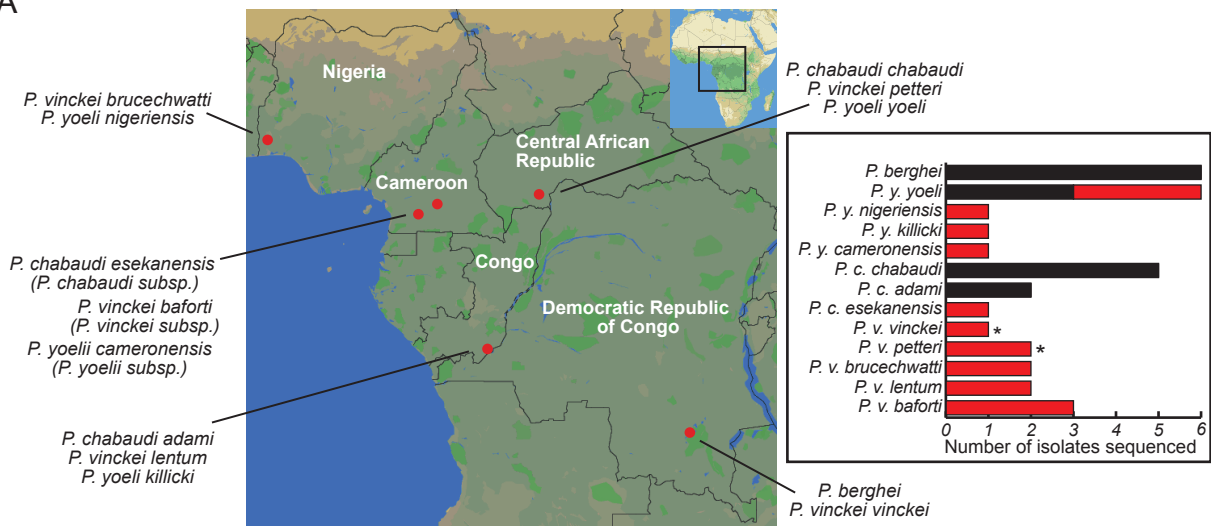 A
P. vinckei brucechwatti
P. yoeli nigeriensis
P. chabaudi esekanensis
(P. chabaudi subsp.)
P. vinckei baforti
(P. vinckei subsp.)
P. yoelii cameronensis
(P. yoelii subsp.)
P. chabaudi adami
P. vinckei lentum
P. yoeli killicki
Nigeria
Cameroon
Central African
Republic
Congo
Democratic Republic
of Congo
P. chabaudi chabaudi
P. vinckei petteri
P. yoeli yoeli
P. berghei
P. vinckei vinckei
P. berghei
P. y. yoeli
P. y. nigeriensis
P. y. killicki
P. y. cameronensis
P. c. chabaudi
P. c. adami
P. c. esekanensis
P. v. vinckei *
P. v. petteri *
P. v. brucechwatti
P. v. lentum
P. v. baforti
0 1 2 3 4 5 6
Number of isolates sequenced